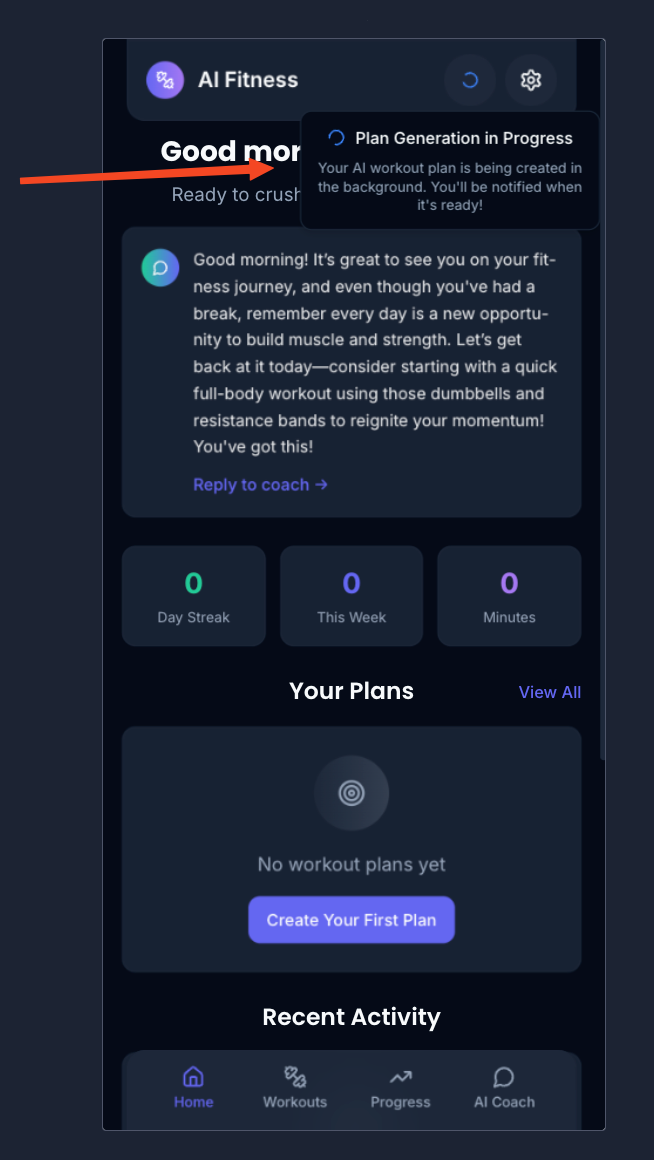 AI Fitness
Plan Generation in Progress
Your AI workout plan is being created in
the background. You'll be notified when
it's ready!
Good mor
Ready to crush
Good morning! It’s great to see you on your fit-
ness journey, and even though you've had a
break, remember every day is a new opportu-
nity to build muscle and strength. Let’s get
back at it today—consider starting with a quick
full-body workout using those dumbbells and
resistance bands to reignite your momentum!
You've got this!
Reply to coach →
0
Day Streak
0
This Week
0
Minutes
Your Plans
View All
No workout plans yet
Create Your First Plan
Recent Activity
Home
Workouts
Progress
AI Coach